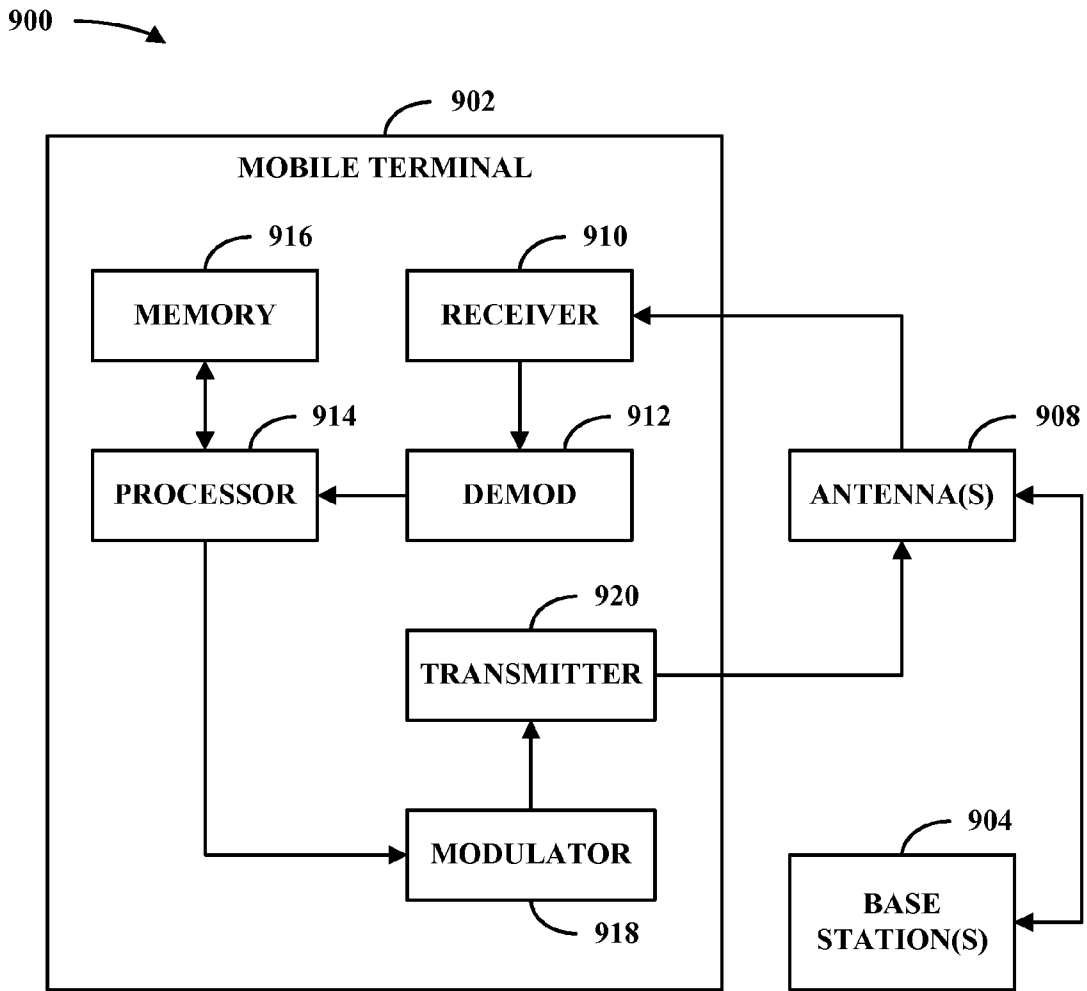 900
902
MOBILE TERMINAL
916
910
MEMORY
RECEIVER
914
912
908
PROCESSOR
DEMOD
ANTENNA(S)
920
TRANSMITTER
904
MODULATOR
BASE
STATION(S)
918